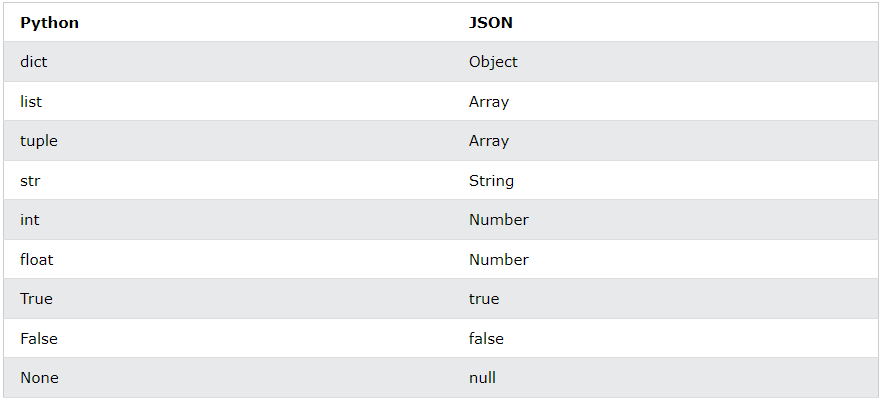 Python JSON
dict Object
list Array
tuple Array
str String
int Number
float Number
True true
False false
None null